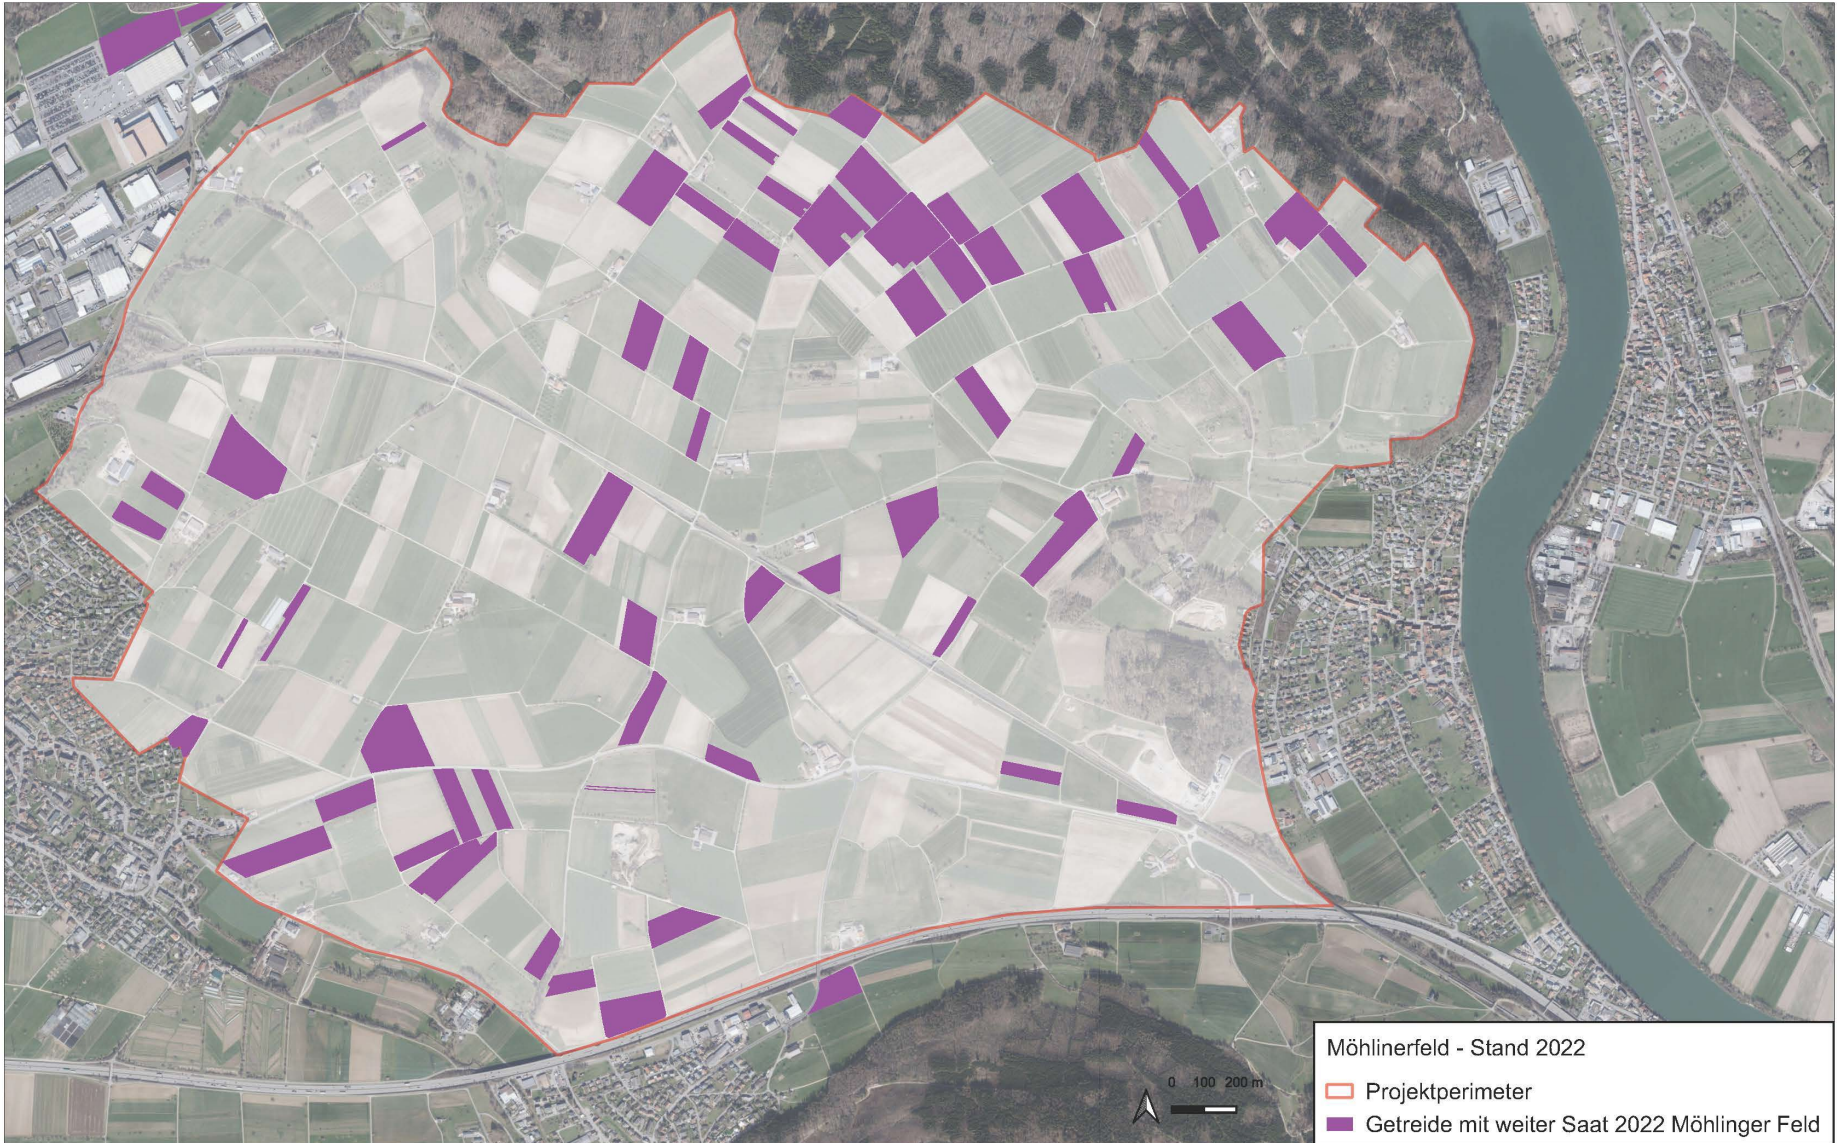 0 100 200 m
Möhlinerfeld - Stand 2022
Projektperimeter
Getreide mit weiter Saat 2022 Möhlinger Feld